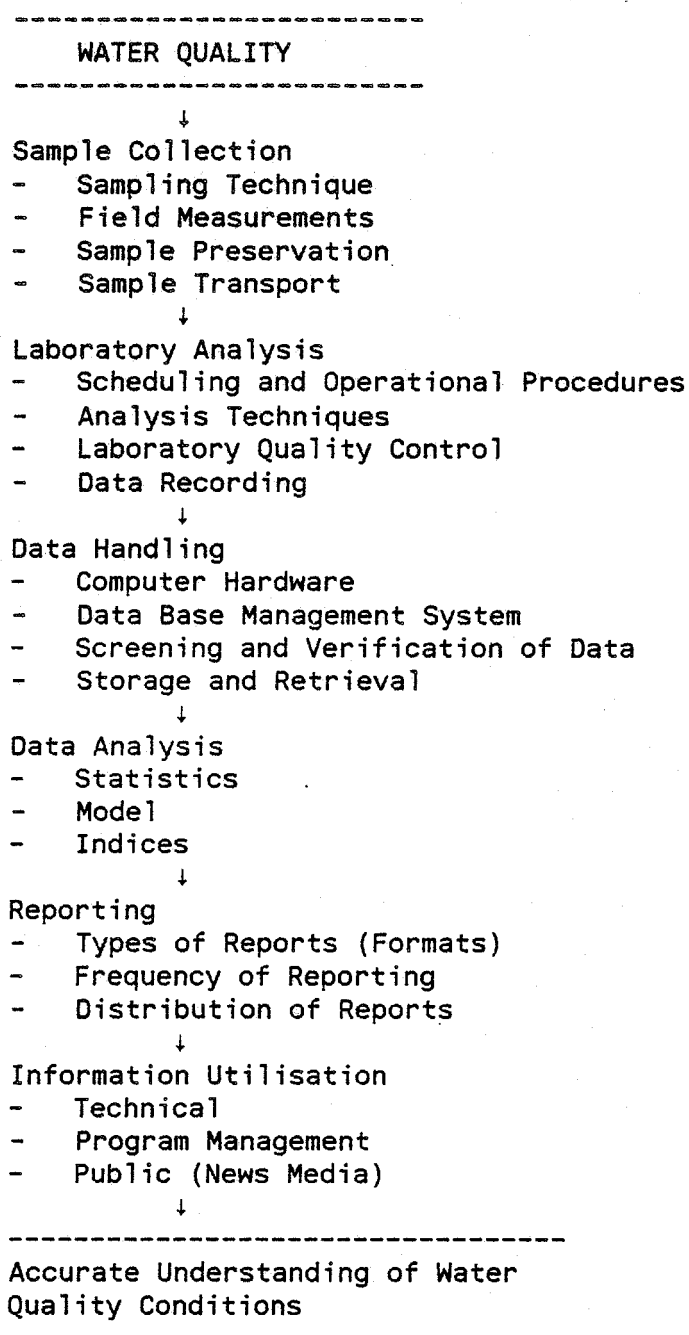 --------------------------
WATER QUALITY
--------------------------
↓
Sample Collection
- Sampling Technique
- Field Measurements
- Sample Preservation
- Sample Transport
↓
Laboratory Analysis
- Scheduling and Operational Procedures
- Analysis Techniques
- Laboratory Quality Control
- Data Recording
↓
Data Handling
- Computer Hardware
- Data Base Management System
- Screening and Verification of Data
- Storage and Retrieval
↓
Data Analysis
- Statistics
- Model
- Indices
↓
Reporting
- Types of Reports (Formats)
- Frequency of Reporting
- Distribution of Reports
↓
Information Utilisation
- Technical
- Program Management
- Public (News Media)
↓
-----------------------------------
Accurate Understanding of Water
Quality Conditions